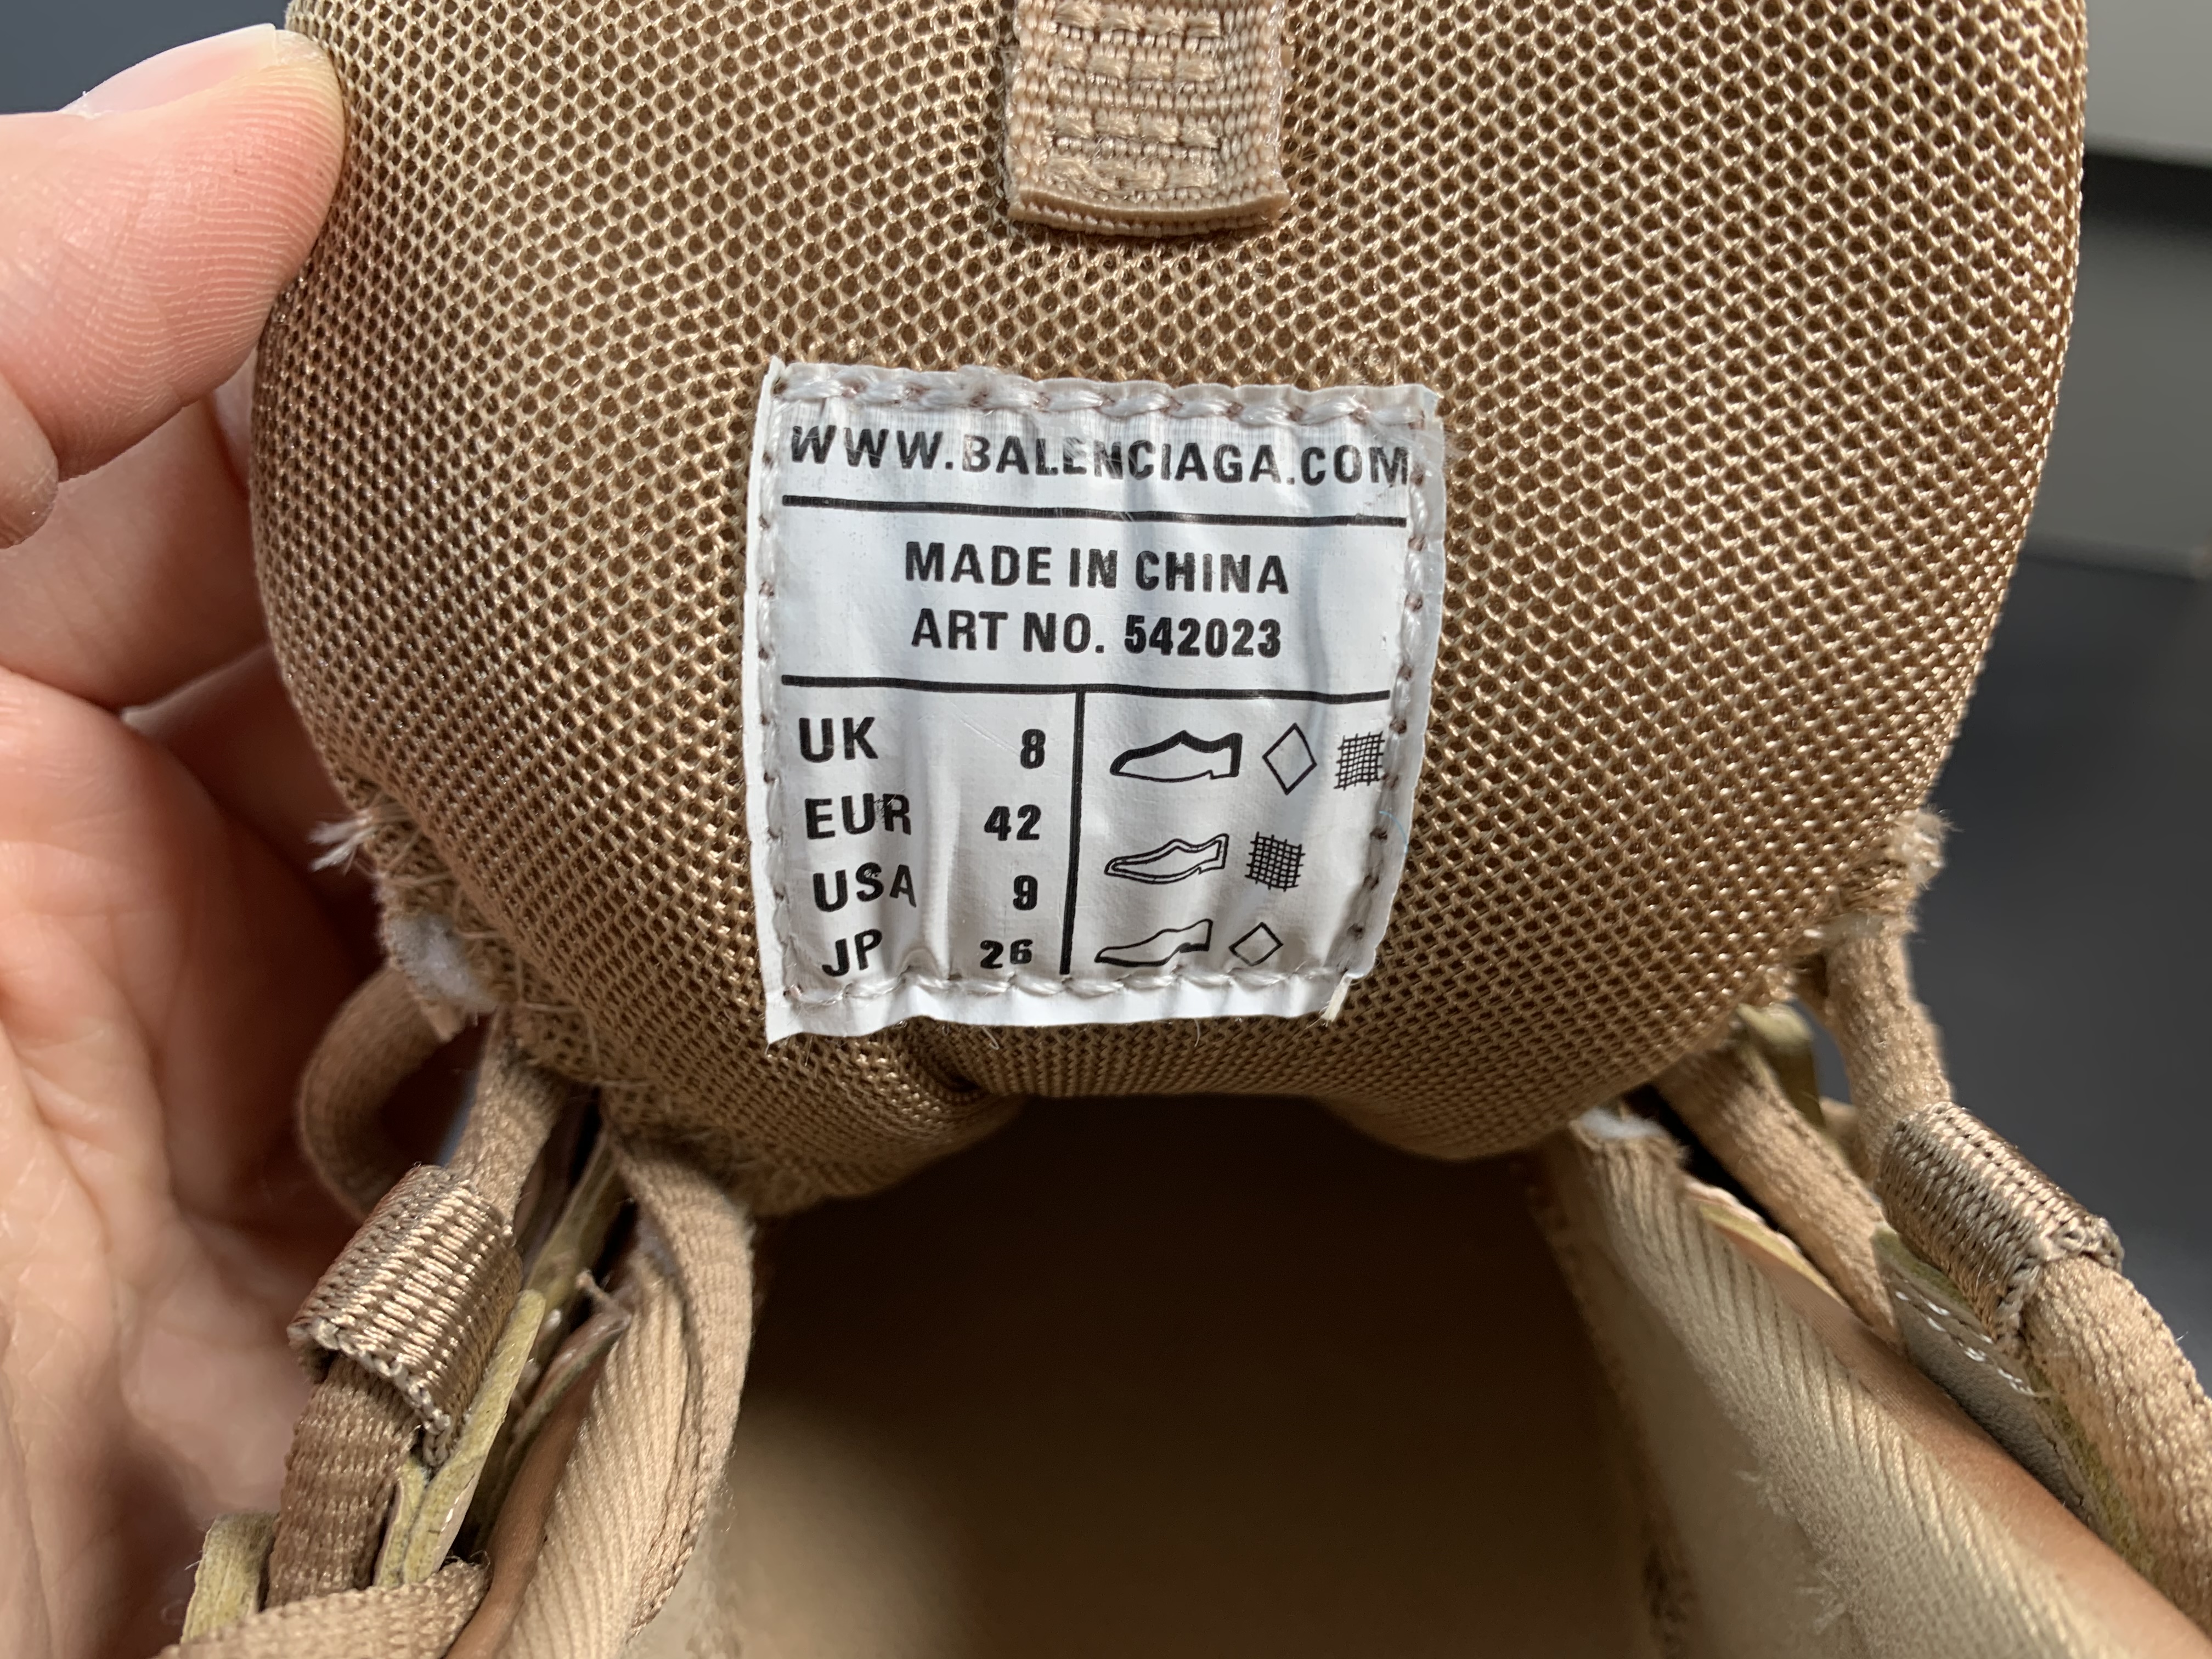 WWW.BALENCIAGA.COM
MADE IN CHINA
ART NO. 542023
UK 8
EUR 42
USA 9
JP 26